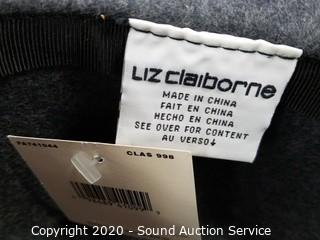 LIZ claiborne
MADE IN CHINA
FAIT EN CHINA
HECHO EN CHINA
SEE OVER FOR CONTENT
AU VERSO↓
CLAS 998
Copyright © 2020 - Sound Auction Service